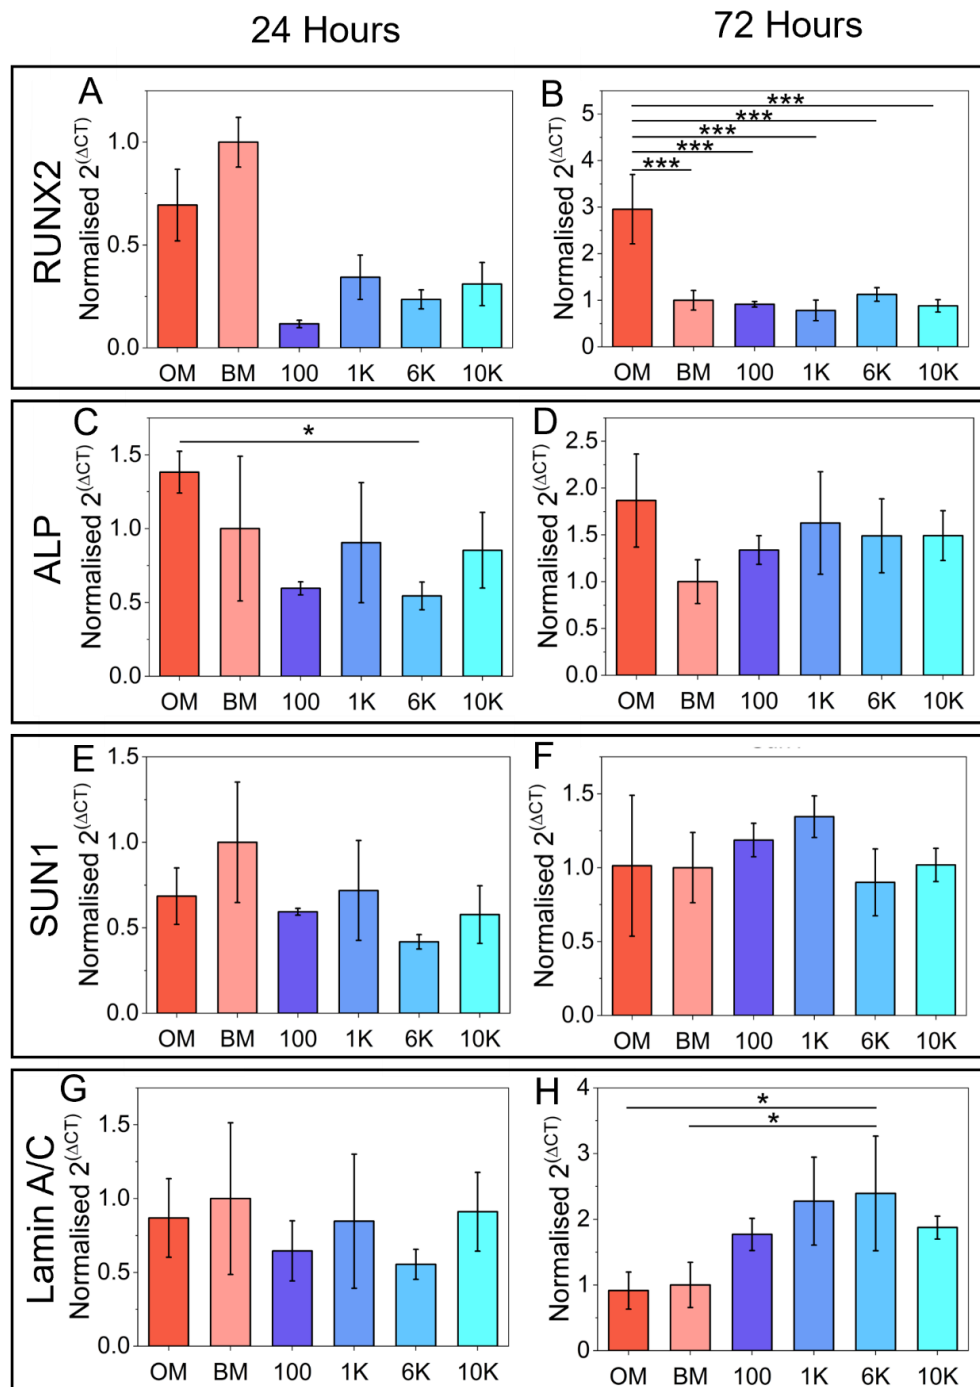 24 Hours
72 Hours
RUNX2
A
Normalised 2^(ΔCT)
1.0
0.5
0.0
OM BM 100 1K 6K 10K
B
Normalised 2^(ΔCT)
5
4
3
2
1
0
***
***
***
***
***
OM BM 100 1K 6K 10K
ALP
C
Normalised 2^(ΔCT)
1.5
1.0
0.5
0.0
*
OM BM 100 1K 6K 10K
D
Normalised 2^(ΔCT)
2.5
2.0
1.5
1.0
0.5
0.0
OM BM 100 1K 6K 10K
SUN1
E
Normalised 2^(ΔCT)
1.5
1.0
0.5
0.0
OM BM 100 1K 6K 10K
F
Normalised 2^(ΔCT)
1.5
1.0
0.5
0.0
OM BM 100 1K 6K 10K
Lamin A/C
G
Normalised 2^(ΔCT)
1.5
1.0
0.5
0.0
OM BM 100 1K 6K 10K
H
Normalised 2^(ΔCT)
4
3
2
1
0
*
*
OM BM 100 1K 6K 10K